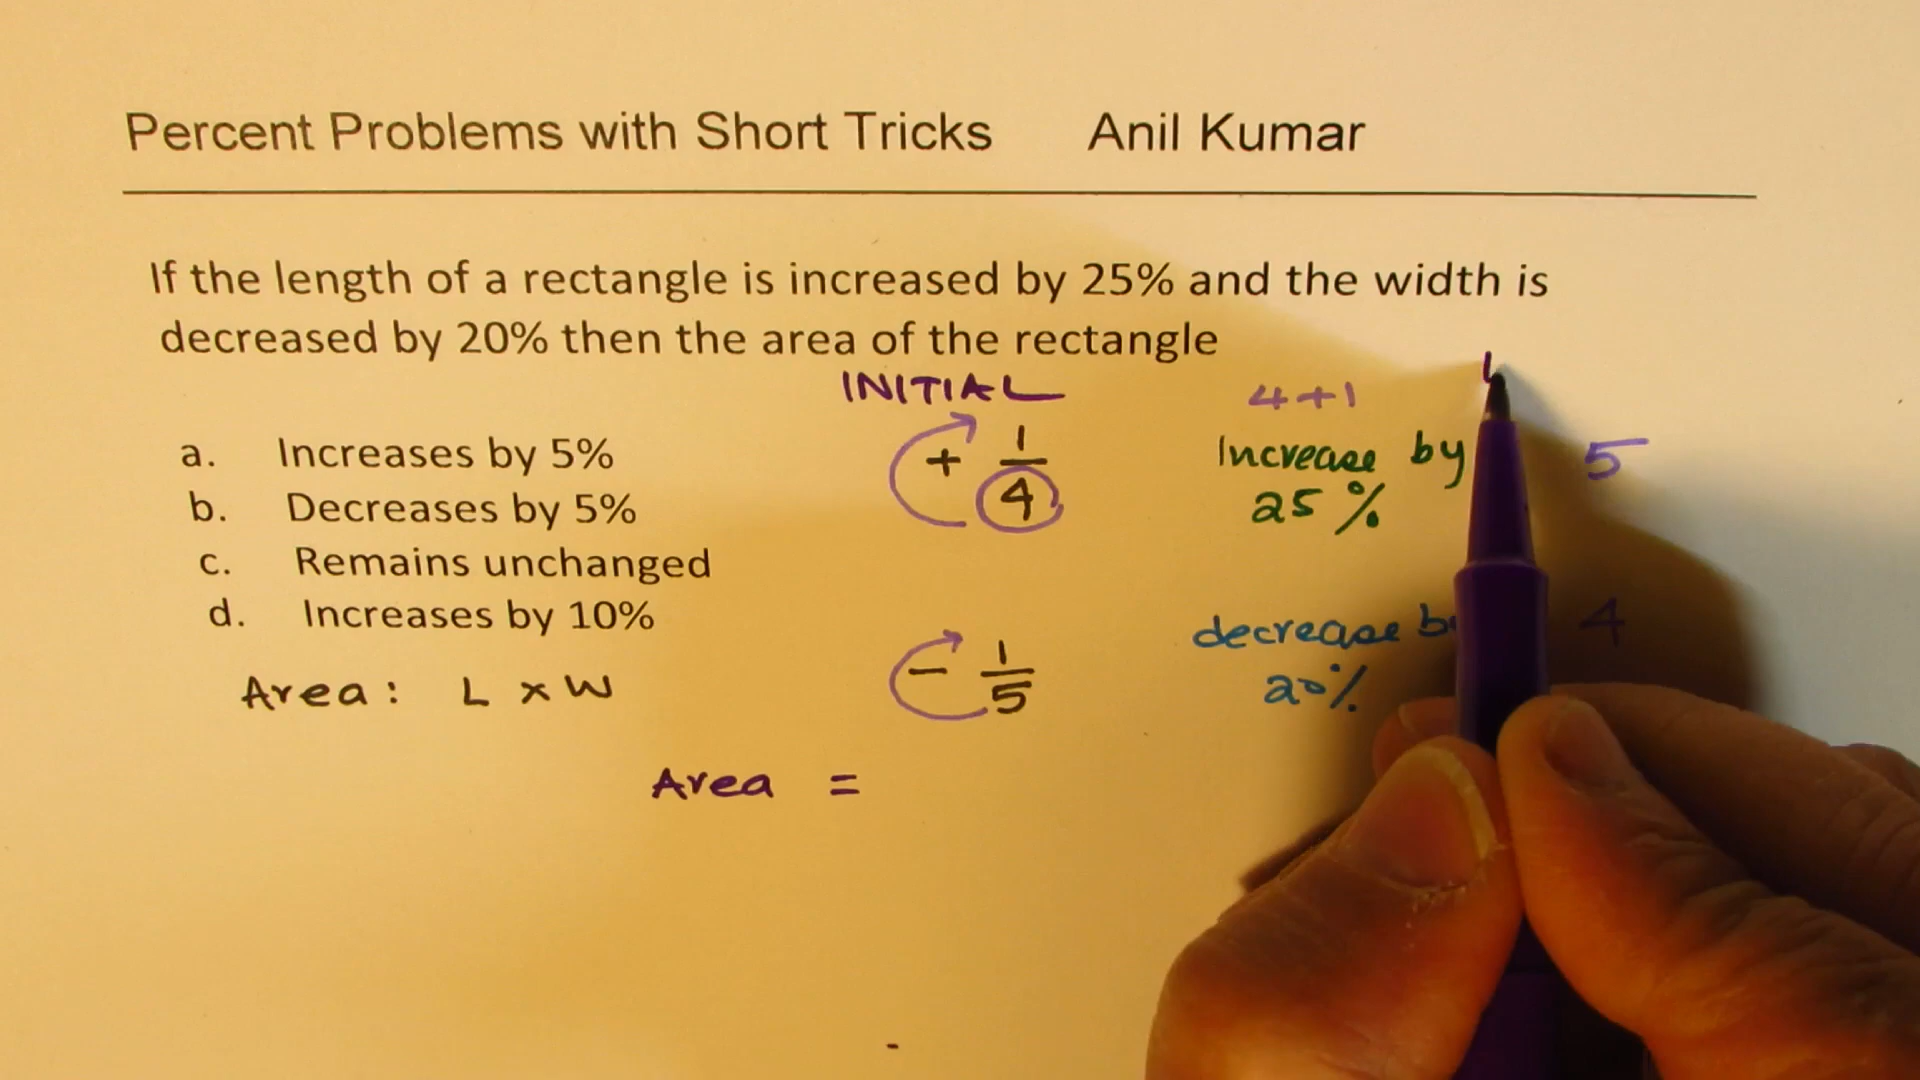 Percent Problems with Short Tricks Anil Kumar
If the length of a rectangle is increased by 25% and the width is
decreased by 20% then the area of the rectangle
INITIAL 4+1
a. Increases by 5%
b. Decreases by 5%
c. Remains unchanged
d. Increases by 10%
+ 1/4 Increase by 5
25%
- 1/5 decrease 4
20%
Area: L x W
Area =